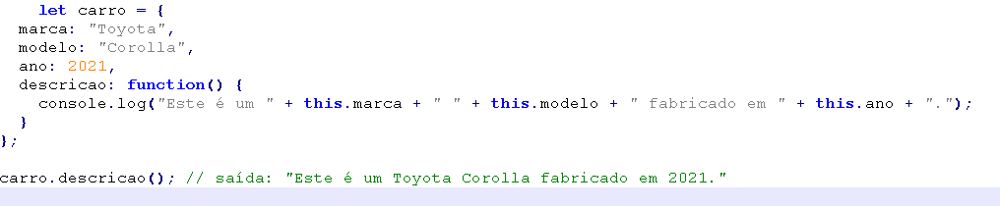 let carro = {
marca: "Toyota",
modelo: "Corolla",
ano: 2021,
descricao: function() {
console.log("Este é um " + this.marca + " " + this.modelo + " fabricado em " + this.ano + ".");
}
};
carro.descricao(); // saída: "Este é um Toyota Corolla fabricado em 2021."